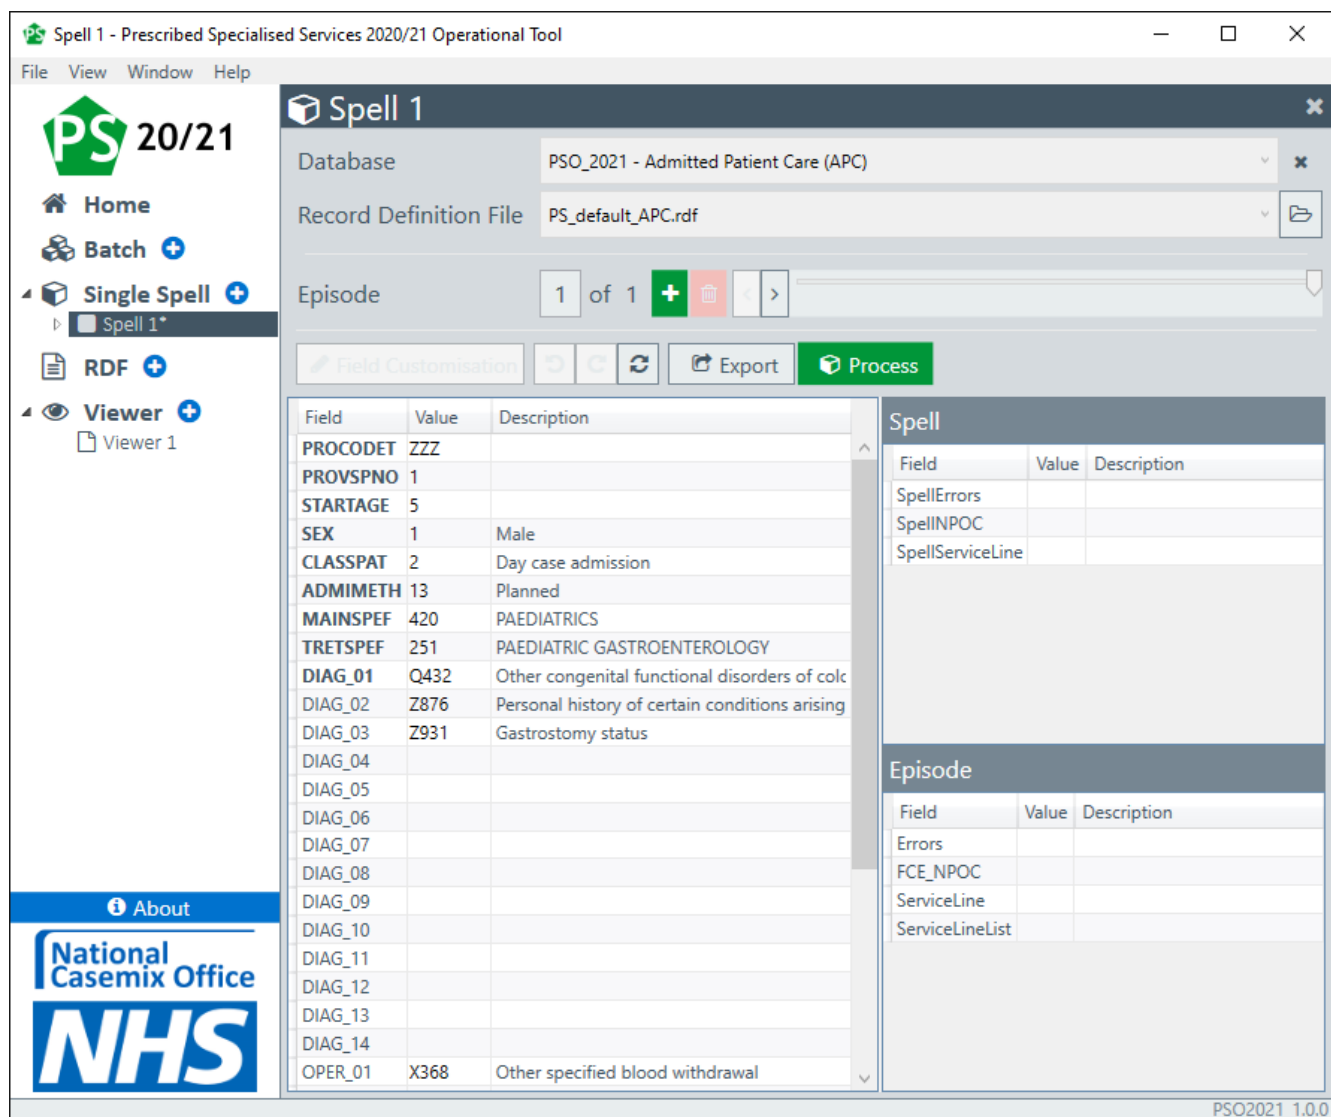 Spell 1 - Prescribed Specialised Services 2020/21 Operational Tool
File View Window Help
PS 20/21
Home
Batch
Single Spell
Spell 1*
RDF
Viewer
Viewer 1
About
National
Casemix Office
NHS
Spell 1
Database PSO_2021 - Admitted Patient Care (APC)
Record Definition File PS_default_APC.rdf
Episode 1 of 1
Field Customisation Export Process
Field Value Description
PROCODET ZZZ
PROVSPNO 1
STARTAGE 5
SEX 1 Male
CLASSPAT 2 Day case admission
ADMIMETH 13 Planned
MAINSPEF 420 PAEDIATRICS
TRETSPEF 251 PAEDIATRIC GASTROENTEROLOGY
DIAG_01 Q432 Other congenital functional disorders of colo
DIAG_02 Z876 Personal history of certain conditions arising
DIAG_03 Z931 Gastrostomy status
DIAG_04
DIAG_05
DIAG_06
DIAG_07
DIAG_08
DIAG_09
DIAG_10
DIAG_11
DIAG_12
DIAG_13
DIAG_14
OPER_01 X368 Other specified blood withdrawal
Spell
Field Value Description
SpellErrors
SpellNPOC
SpellServiceLine
Episode
Field Value Description
Errors
FCE_NPOC
ServiceLine
ServiceLineList
PSO2021 1.0.0